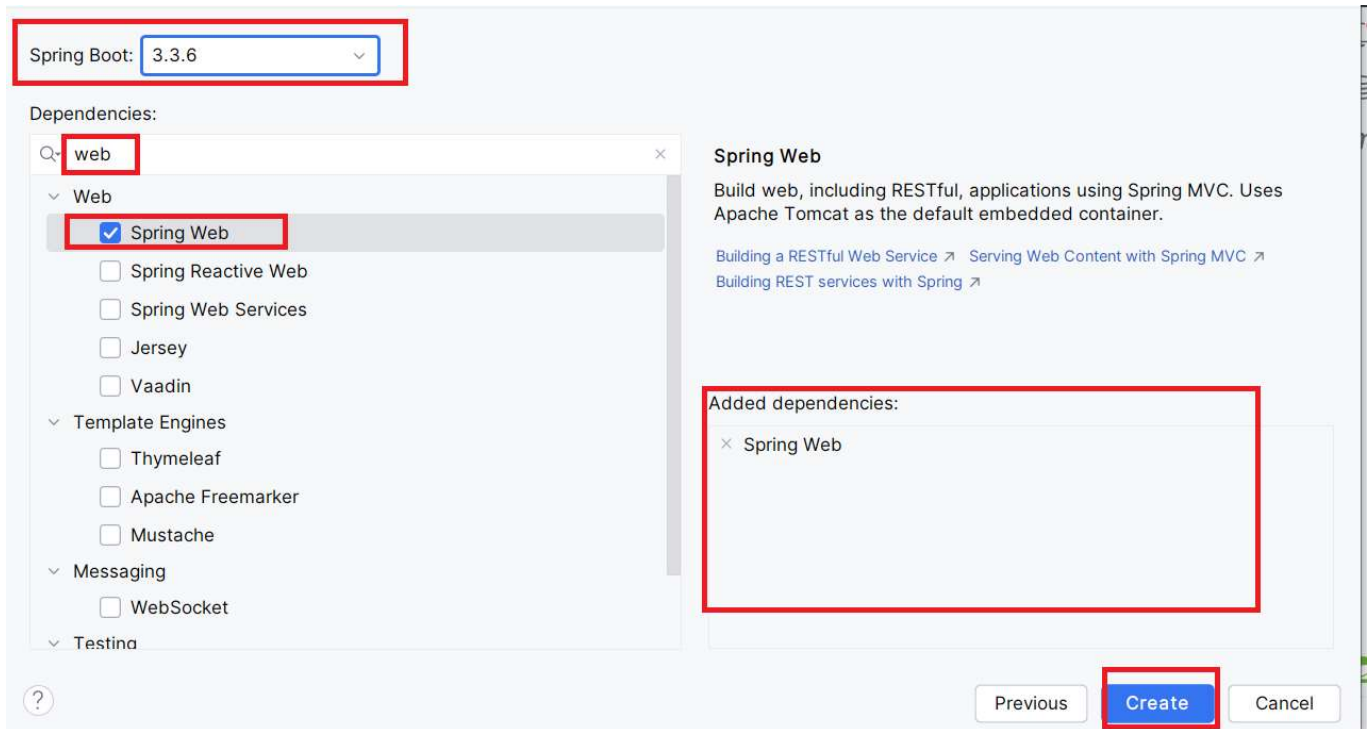 Spring Boot: 3.3.6
Dependencies:
web
Web
Spring Web
Spring Reactive Web
Spring Web Services
Jersey
Vaadin
Template Engines
Thymeleaf
Apache Freemarker
Mustache
Messaging
WebSocket
Testing
Spring Web
Build web, including RESTful, applications using Spring MVC. Uses
Apache Tomcat as the default embedded container.
Building a RESTful Web Service ↗ Serving Web Content with Spring MVC ↗
Building REST services with Spring ↗
Added dependencies:
× Spring Web
? Previous Create Cancel